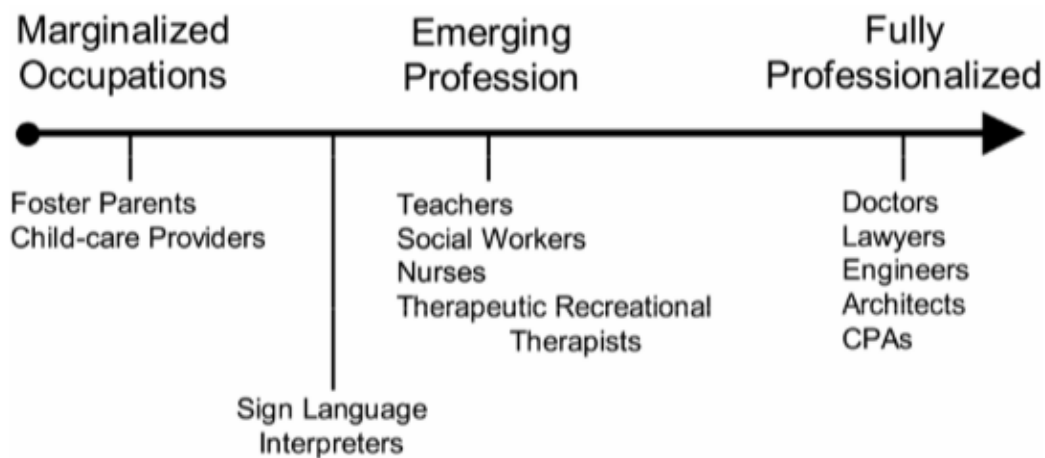 Marginalized
Occupations
Emerging
Profession
Fully
Professionalized
Foster Parents
Child-care Providers
Sign Language
Interpreters
Teachers
Social Workers
Nurses
Therapeutic Recreational
Therapists
Doctors
Lawyers
Engineers
Architects
CPAs